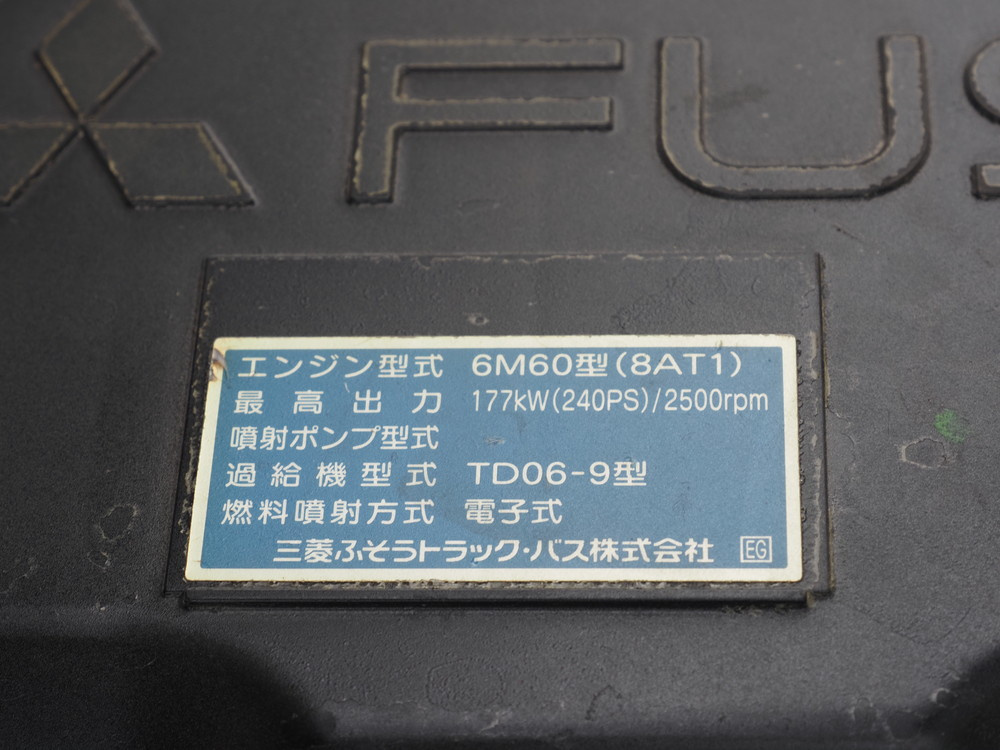 FUS
エンジン型式 6M60型(8AT1)
最高出力 177kW(240PS)/2500rpm
噴射ポンプ型式
過給機型式 TD06-9型
燃料噴射方式 電子式
三菱ふそうトラック・バス株式会社 EG